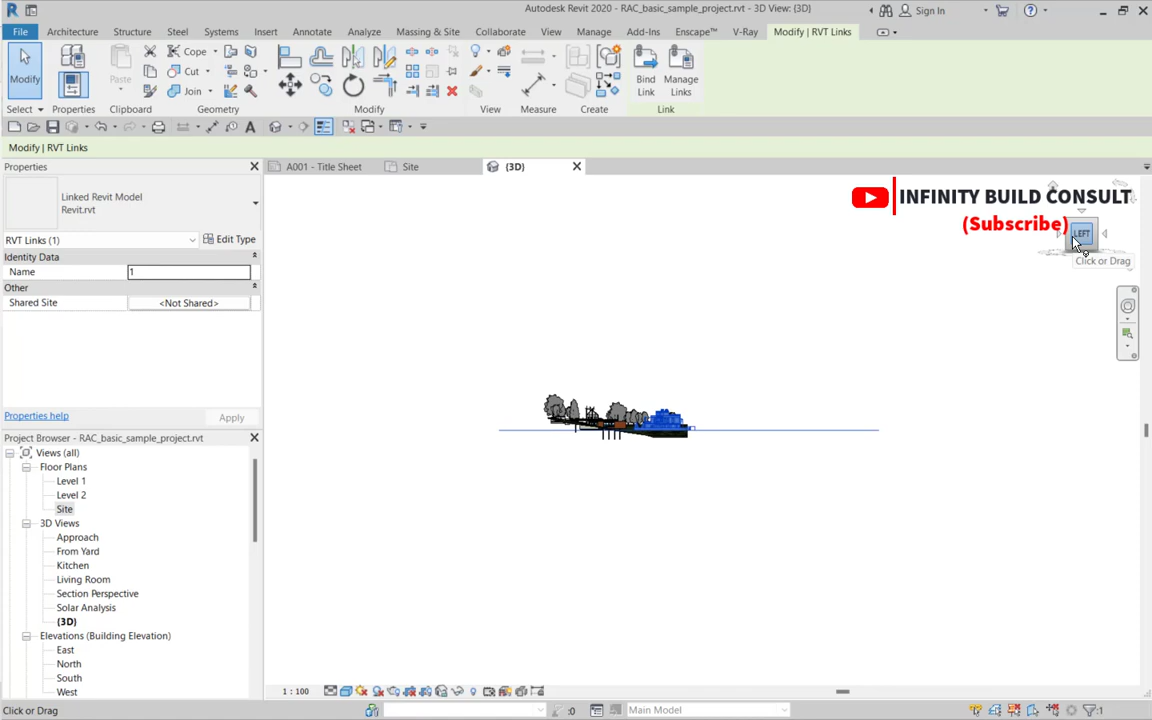 Autodesk Revit 2020 - RAC_basic_sample_project.rvt - 3D View: {3D}
Sign In
File Architecture Structure Steel Systems Insert Annotate Analyze Massing & Site Collaborate View Manage Add-Ins Enscape™ V-Ray Modify | RVT Links
Modify
Paste
Cope
Cut
Join
Bind Link
Manage Links
Select Properties Clipboard Geometry Modify View Measure Create Link
Modify | RVT Links
Properties
A001 - Title Sheet
Site
{3D}
Linked Revit Model
Revit.rvt
RVT Links (1)
Edit Type
Identity Data
Name 1
Other
Shared Site <Not Shared>
Properties help
Apply
INFINITY BUILD CONSULT
(Subscribe)
LEFT
Click or Drag
Project Browser - RAC_basic_sample_project.rvt
Views (all)
Floor Plans
Level 1
Level 2
Site
3D Views
Approach
From Yard
Kitchen
Living Room
Section Perspective
Solar Analysis
{3D}
Elevations (Building Elevation)
East
North
South
West
1 : 100
Click or Drag
:0
Main Model
:1